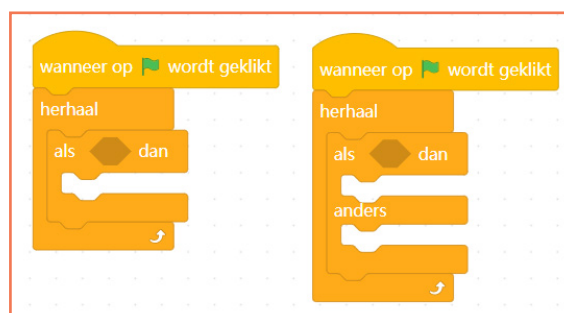 wanneer op wordt geklikt
herhaal
als dan
wanneer op wordt geklikt
herhaal
als dan
anders